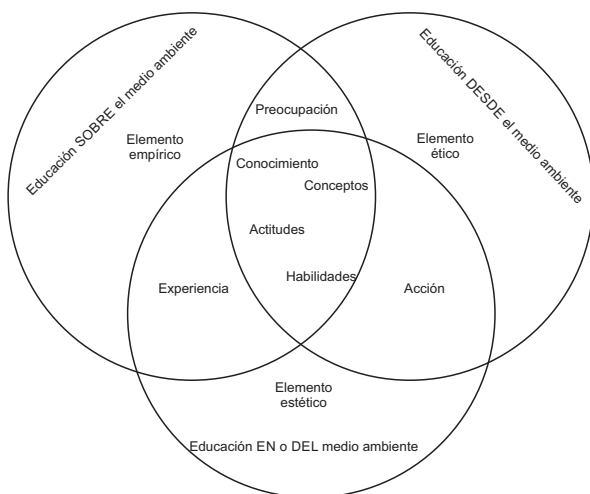 Educación SOBRE el medio ambiente
Educación DESDE el medio ambiente
Preocupación
Elemento
empírico
Elemento
ético
Conocimiento
Conceptos
Actitudes
Habilidades
Experiencia
Acción
Elemento
estético
Educación EN o DEL medio ambiente